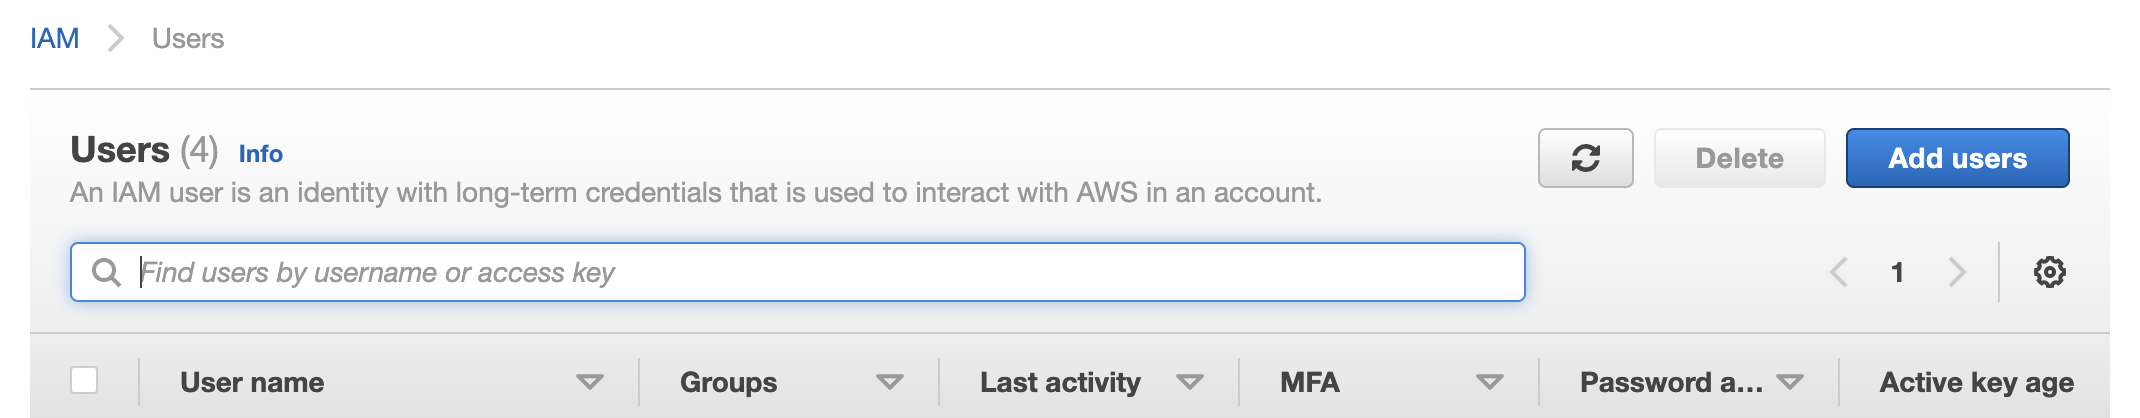 IAM > Users
Users (4) Info
Delete
Add users
An IAM user is an identity with long-term credentials that is used to interact with AWS in an account.
Find users by username or access key
1
User name
Groups
Last activity
MFA
Password a...
Active key age